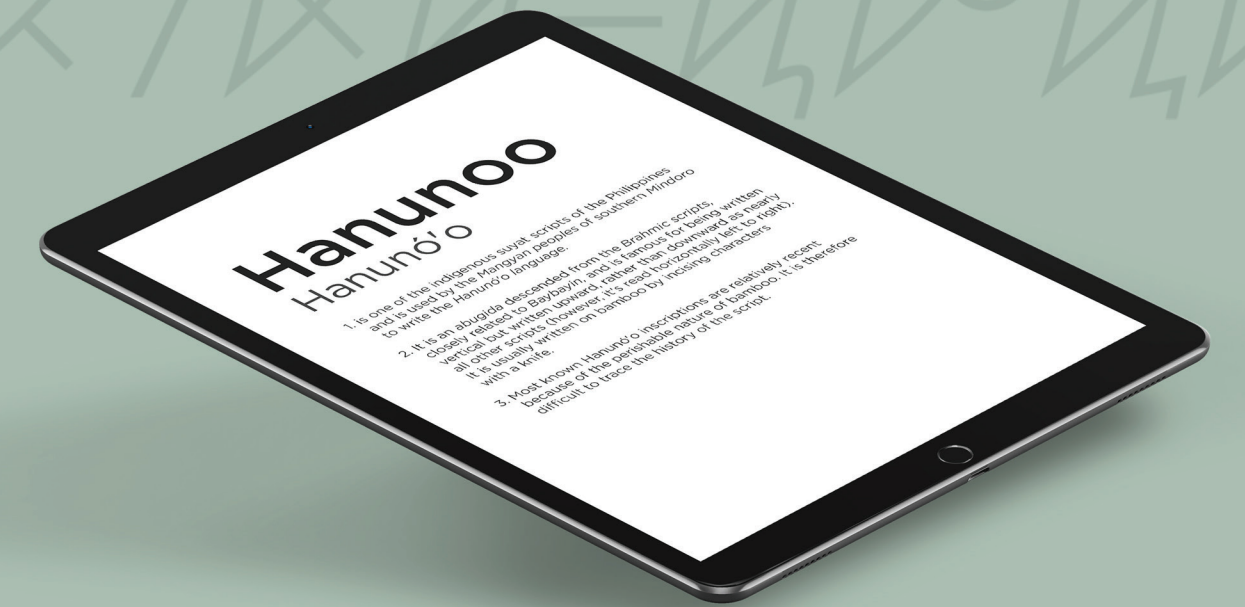 Hanunoo
Hanunó'o
1. is one of the indigenous suyat scripts of the Philippines
and is used by the Mangyan peoples of southern Mindoro
to write the Hanunó'o language.
2. It is an abugida descended from the Brahmic scripts,
closely related to Baybayin, and is famous for being written
vertical but written upward, rather than downward as nearly
all other scripts (however, it's read horizontally left to right).
It is usually written on bamboo by incising characters
with a knife.
3. Most known Hanunó'o inscriptions are relatively recent
because of the perishable nature of bamboo. It is therefore
difficult to trace the history of the script.